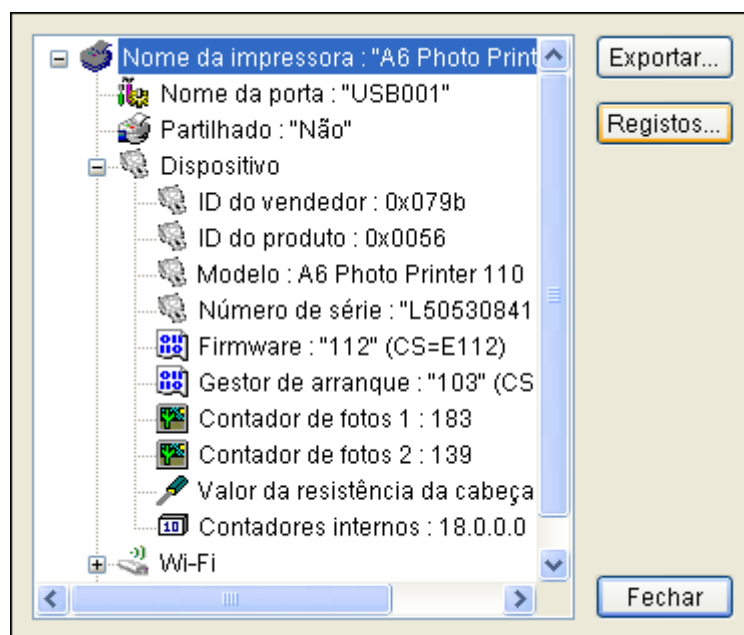 Nome da impressora : "A6 Photo Print
Nome da porta : "USB001"
Partilhado : "Não"
Dispositivo
ID do vendedor : 0x079b
ID do produto : 0x0056
Modelo : A6 Photo Printer 110
Número de série : "L50530841
Firmware : "112" (CS=E112)
Gestor de arranque : "103" (CS
Contador de fotos 1 : 183
Contador de fotos 2 : 139
Valor da resistência da cabeça
Contadores internos : 18.0.0.0
Wi-Fi
Exportar...
Registos...
Fechar